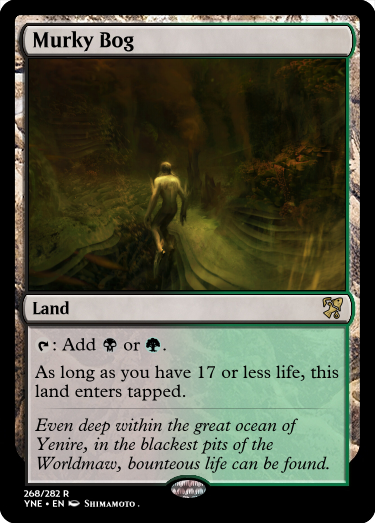 Murky Bog
Land
: Add or .
As long as you have 17 or less life, this
land enters tapped.
Even deep within the great ocean of
Yenire, in the blackest pits of the
Worldmaw, bounteous life can be found.
268/282 R
YNE • EN SHIMAMOTO .